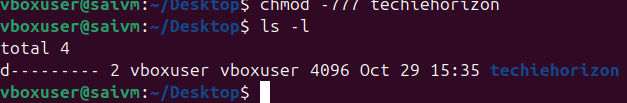 vboxuser@saivm:~/Desktop$ chmod -777 techiehorizon
vboxuser@saivm:~/Desktop$ ls -l
total 4
d--------- 2 vboxuser vboxuser 4096 Oct 29 15:35 techiehorizon
vboxuser@saivm:~/Desktop$